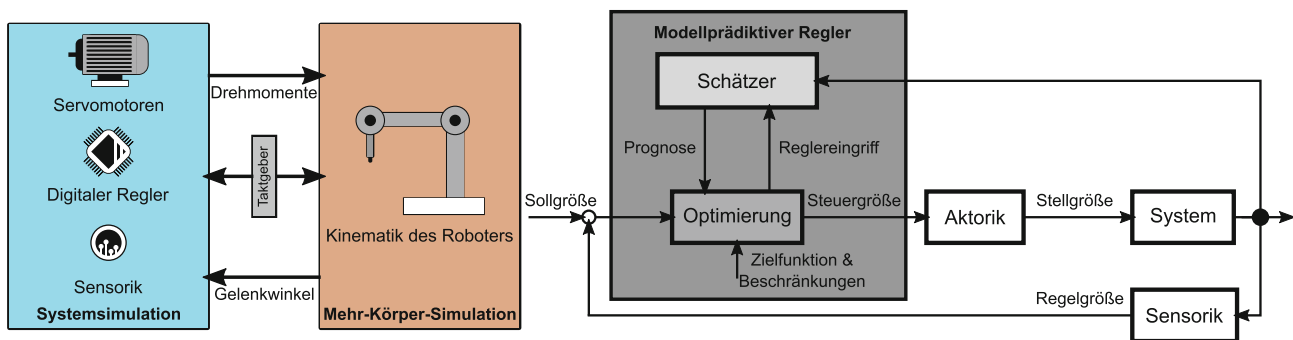 Servomotoren
Digitaler Regler
Sensorik
Systemsimulation
Drehmomente
Taktgeber
Gelenkwinkel
Kinematik des Roboters
Mehr-Körper-Simulation
Modellprädiktiver Regler
Schätzer
Prognose
Reglereingriff
Sollgröße
Optimierung
Steuergröße
Zielfunktion &
Beschränkungen
Aktorik
Stellgröße
System
Regelgröße
Sensorik